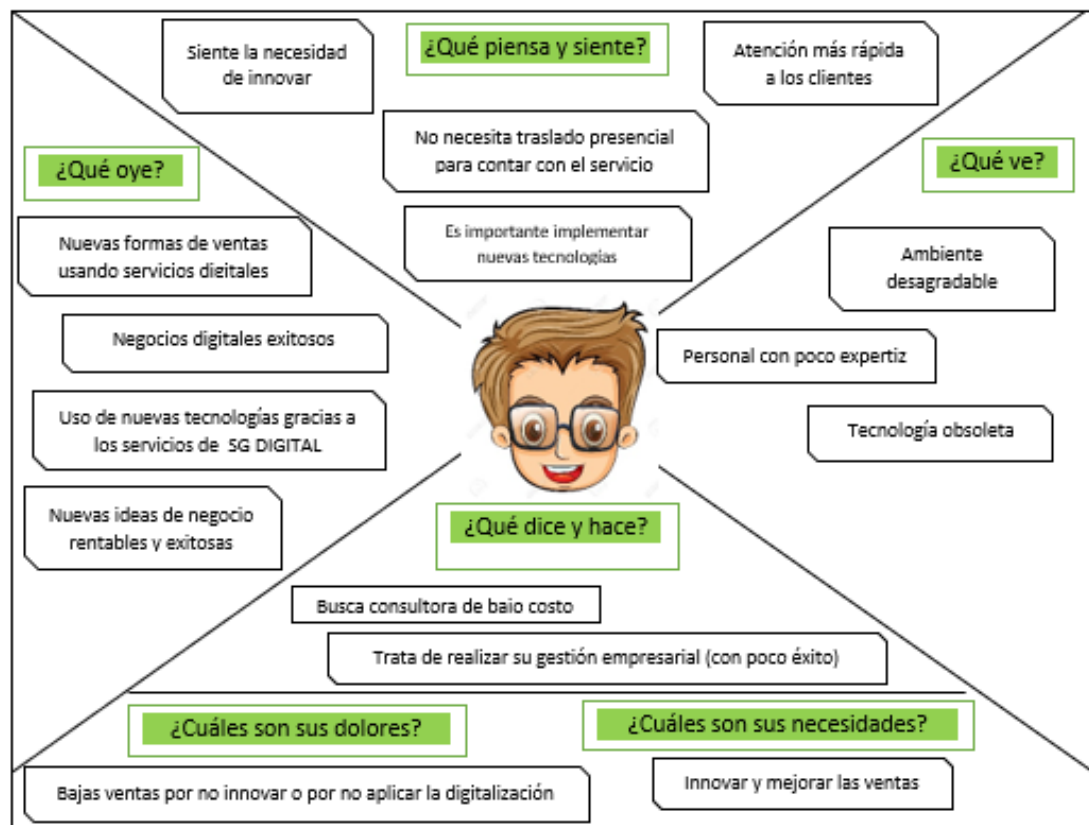 ¿Qué piensa y siente?
Siente la necesidad
de innovar
Atención más rápida
a los clientes
No necesita traslado presencial
para contar con el servicio
Es importante implementar
nuevas tecnologías
¿Qué oye?
Nuevas formas de ventas
usando servicios digitales
Negocios digitales exitosos
Uso de nuevas tecnologías gracias a
los servicios de SG DIGITAL
Nuevas ideas de negocio
rentables y exitosas
¿Qué ve?
Ambiente
desagradable
Personal con poco expertiz
Tecnología obsoleta
¿Qué dice y hace?
Busca consultora de bajo costo
Trata de realizar su gestión empresarial (con poco éxito)
¿Cuáles son sus dolores?
Bajas ventas por no innovar o por no aplicar la digitalización
¿Cuáles son sus necesidades?
Innovar y mejorar las ventas